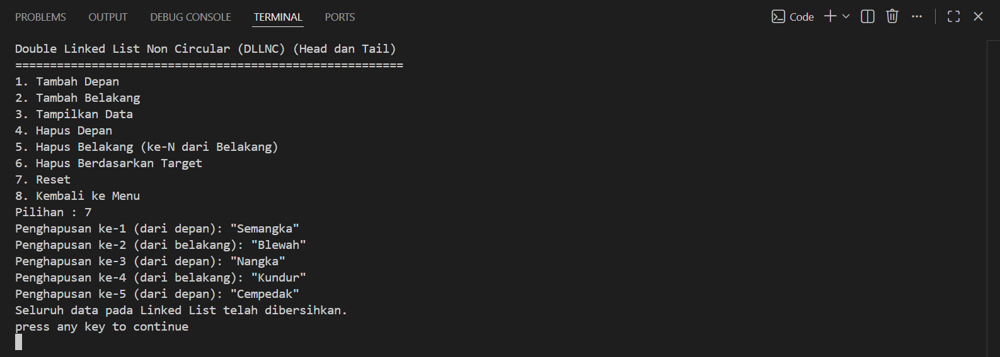 PROBLEMS OUTPUT DEBUG CONSOLE TERMINAL PORTS Code
Double Linked List Non Circular (DLLNC) (Head dan Tail)
========================================================
1. Tambah Depan
2. Tambah Belakang
3. Tampilkan Data
4. Hapus Depan
5. Hapus Belakang (ke-N dari Belakang)
6. Hapus Berdasarkan Target
7. Reset
8. Kembali ke Menu
Pilihan : 7
Penghapusan ke-1 (dari depan): "Semangka"
Penghapusan ke-2 (dari belakang): "Blewah"
Penghapusan ke-3 (dari depan): "Nangka"
Penghapusan ke-4 (dari belakang): "Kundur"
Penghapusan ke-5 (dari depan): "Cempedak"
Seluruh data pada Linked List telah dibersihkan.
press any key to continue